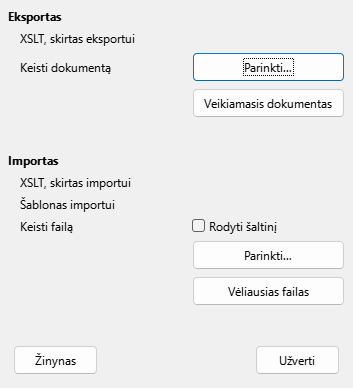 Eksportas
XSLT, skirtas eksportui
Keisti dokumentą
Parinkti...
Veikiamasis dokumentas
Importas
XSLT, skirtas importui
Šablonas importui
Keisti failą
Rodyti šaltinį
Parinkti...
Vėliausias failas
Žinynas
Užverti